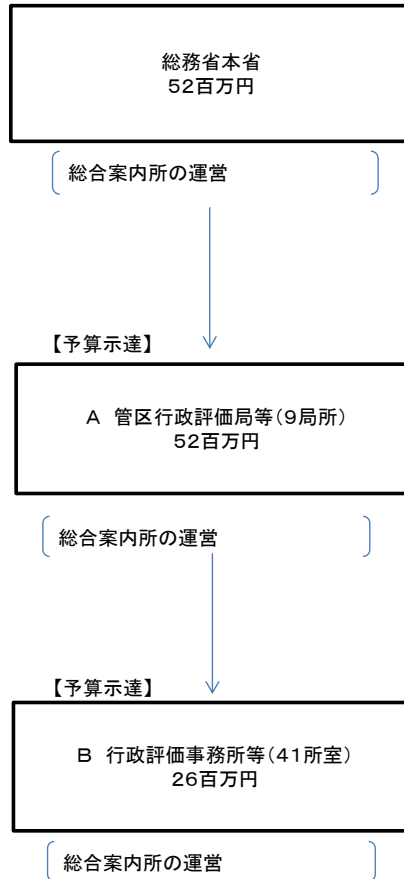 総務省本省
52百万円
総合案内所の運営
【予算示達】
A 管区行政評価局等(9局所)
52百万円
総合案内所の運営
【予算示達】
B 行政評価事務所等(41所室)
26百万円
総合案内所の運営